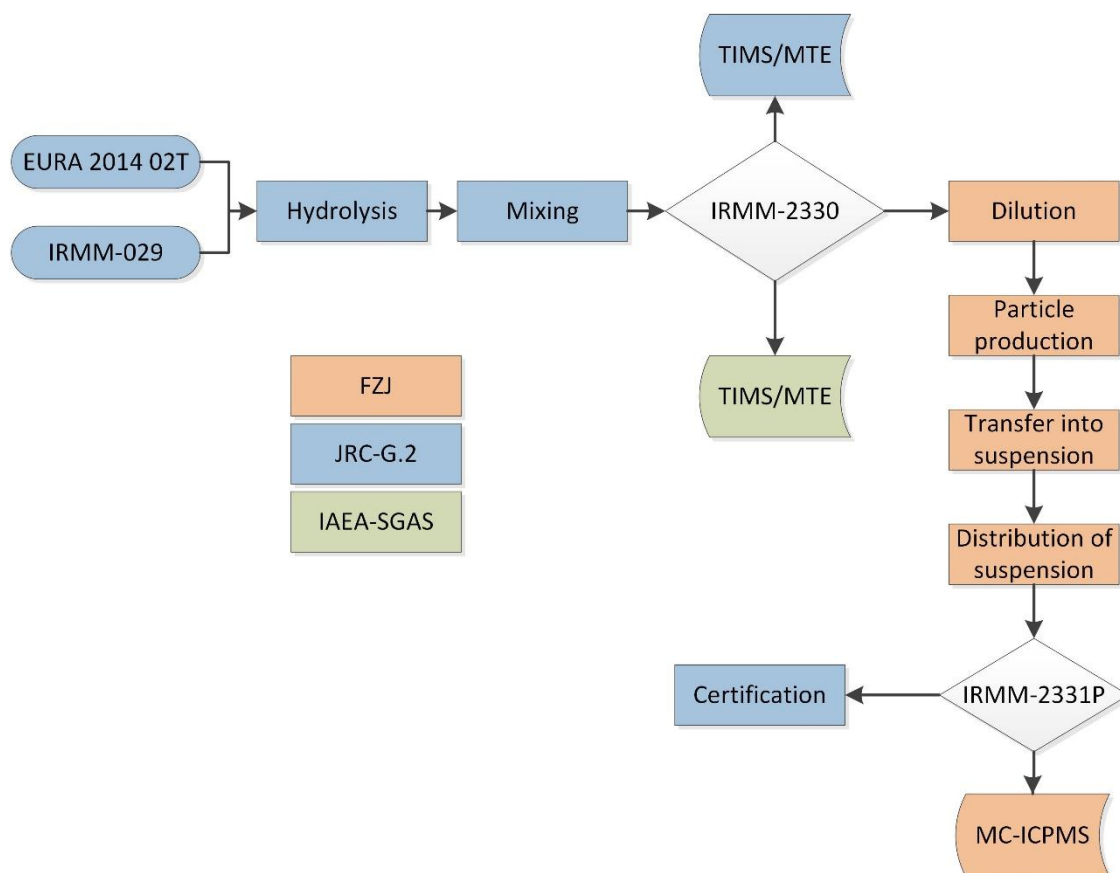 TIMS/MTE
EURA 2014 02T
IRMM-029
Hydrolysis
Mixing
IRMM-2330
Dilution
Particle
production
TIMS/MTE
FZJ
JRC-G.2
IAEA-SGAS
Transfer into
suspension
Distribution of
suspension
IRMM-2331P
Certification
MC-ICPMS